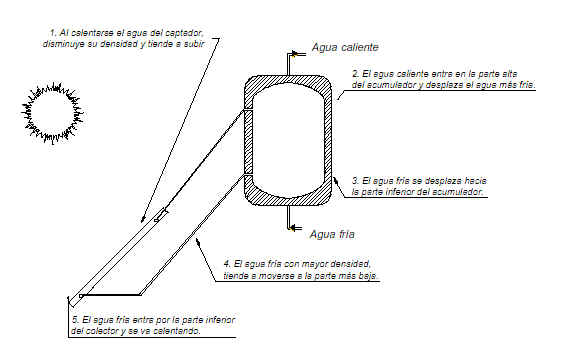 1. Al calentarse el agua del captador,
disminuye su densidad y tiende a subir
Agua caliente
2. El agua caliente entra en la parte alta
del acumulador y desplaza el agua más fría.
3. El agua fría se desplaza hacia
la parte inferior del acumulador.
Agua fría
4. El agua fría con mayor densidad,
tiende a moverse a la parte más baja.
5. El agua fría entra por la parte inferior
del colector y se va calentando.